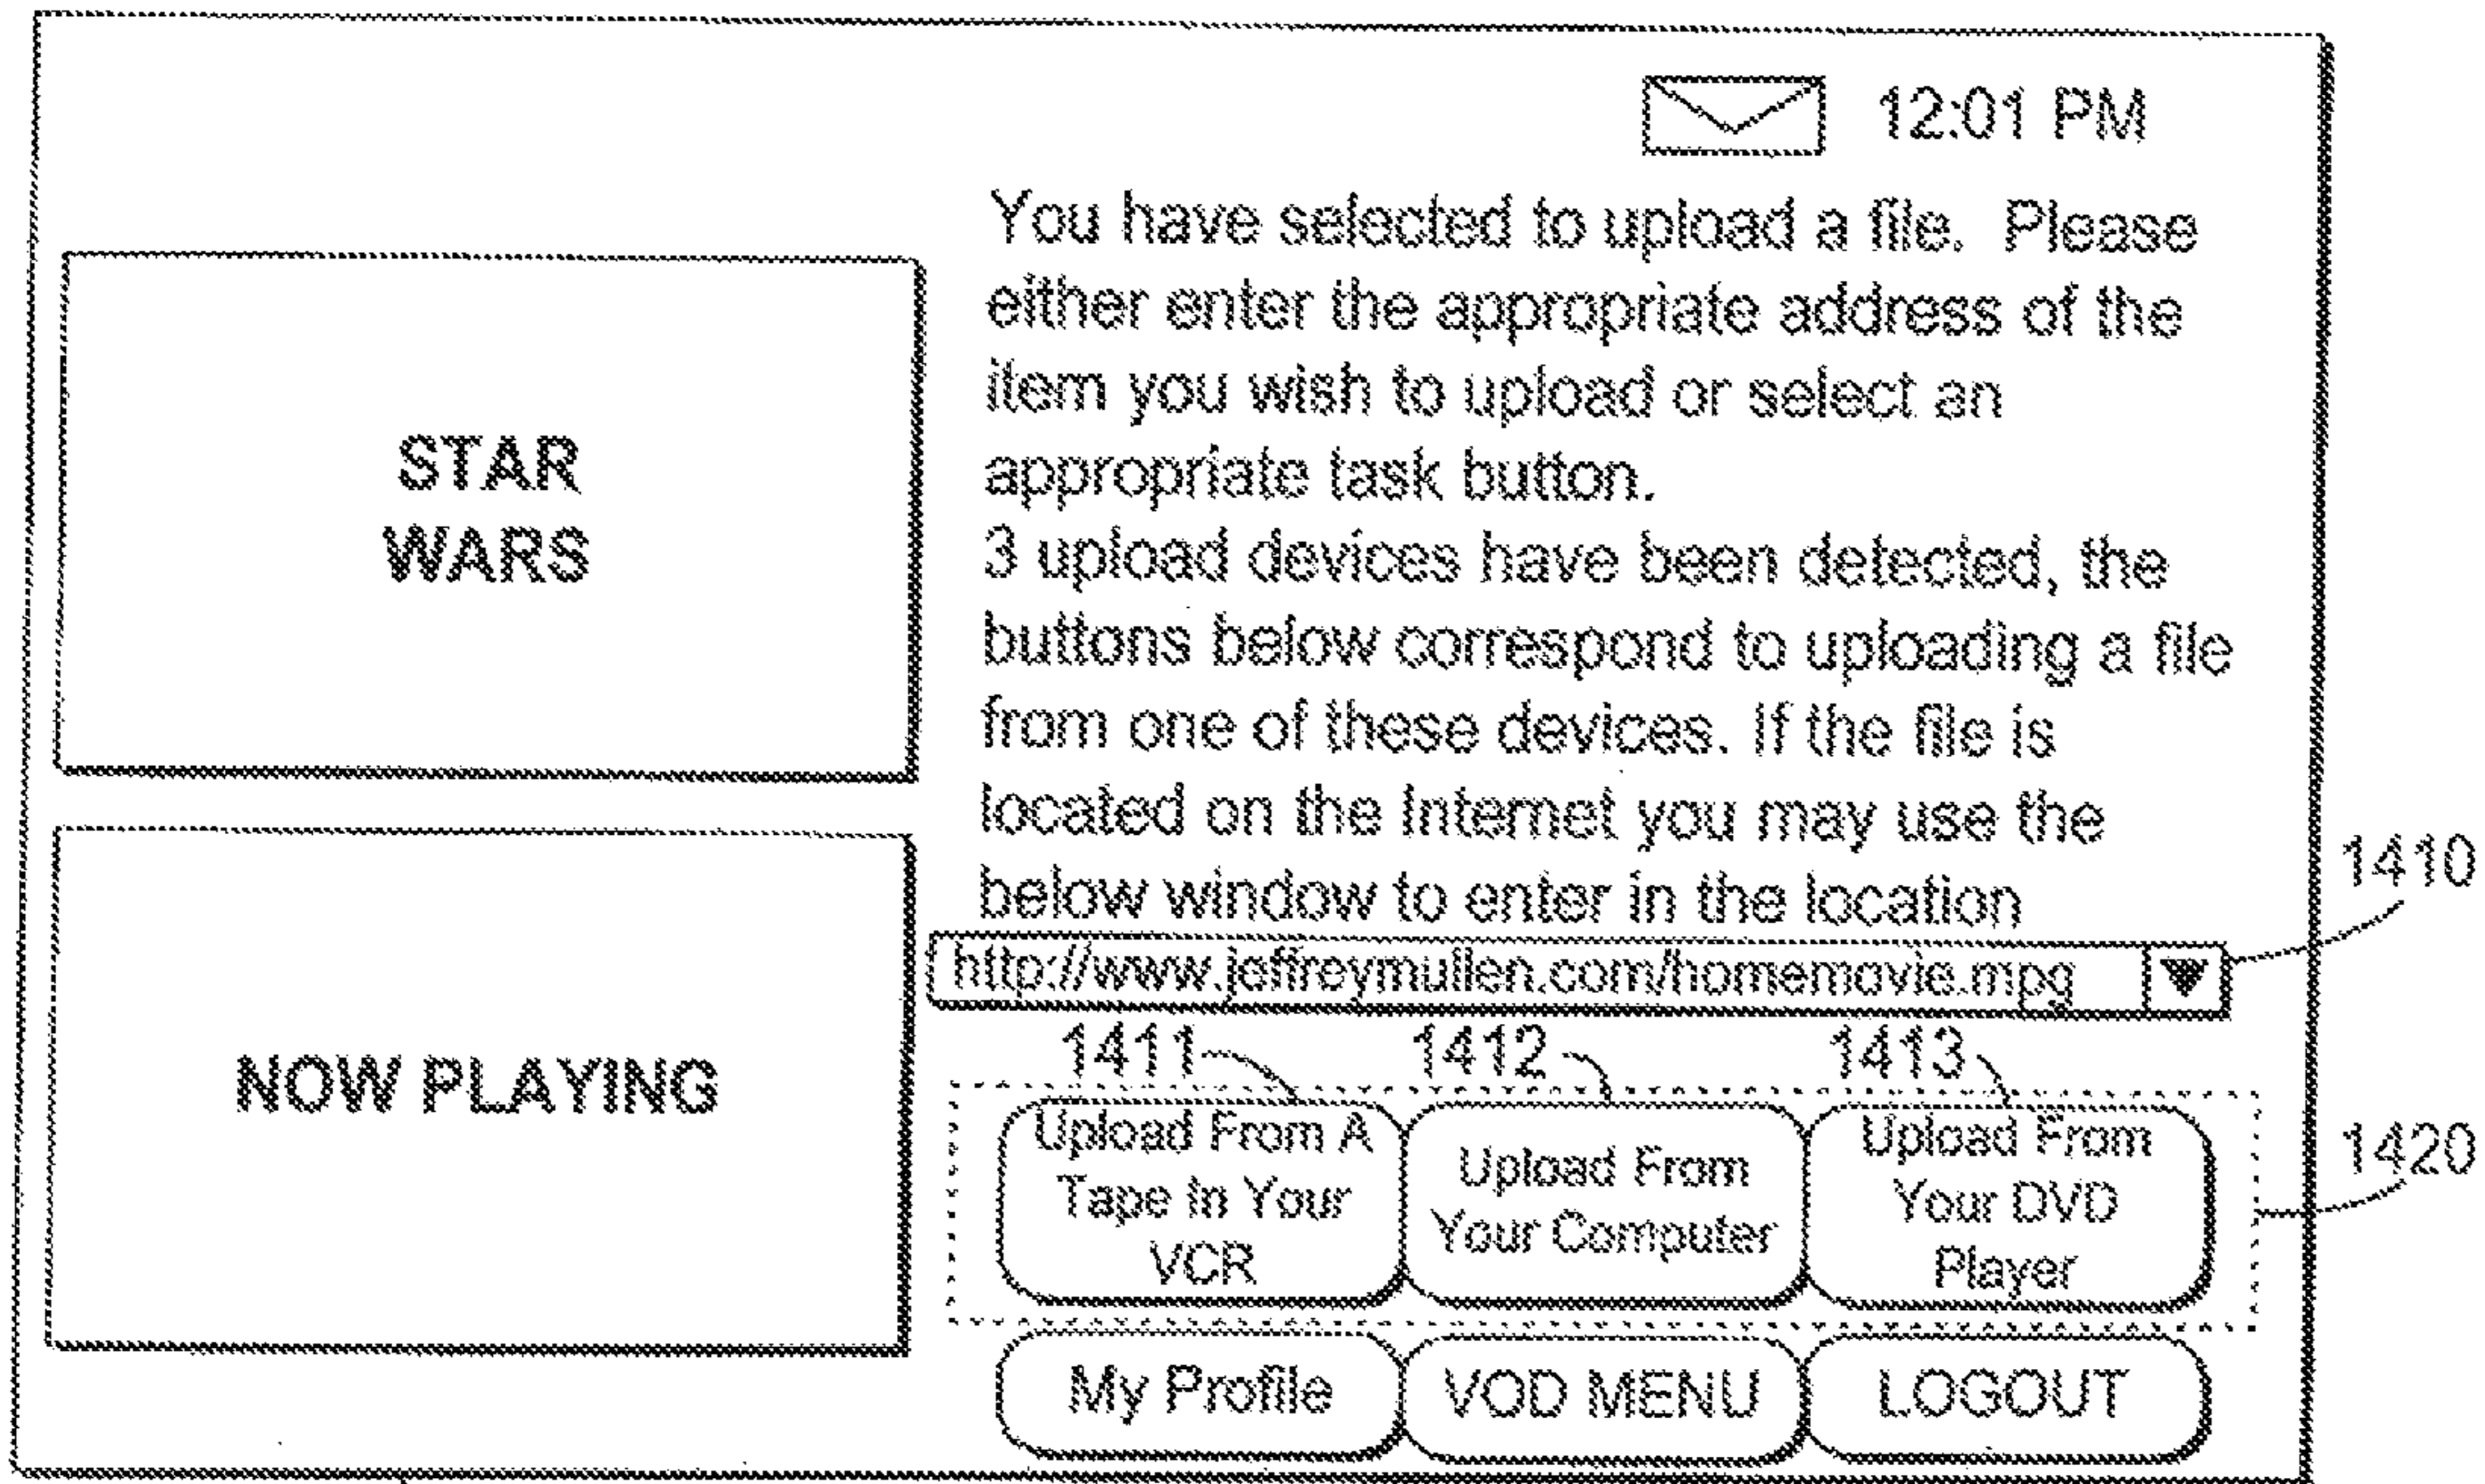 12:01 PM
You have selected to upload a file. Please
either enter the appropriate address of the
item you wish to upload or select an
appropriate task button.
3 upload devices have been detected, the
buttons below correspond to uploading a file
from one of these devices. If the file is
located on the Internet you may use the
below window to enter in the location
http://www.jeffreymullen.com/homemovie.mpg
STAR
WARS
NOW PLAYING
1410
1411
1412
1413
1420
Upload From A
Tape In Your
VCR
Upload From
Your Computer
Upload From
Your DVD
Player
My Profile
VOD MENU
LOGOUT